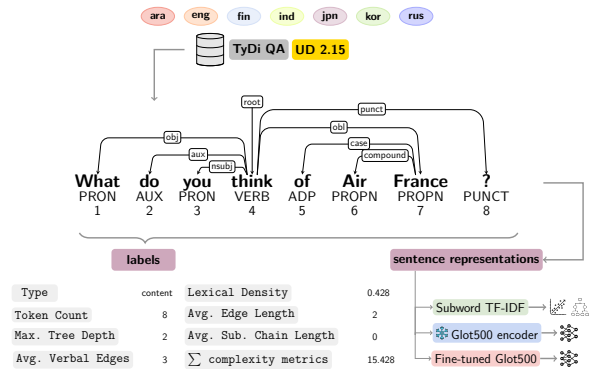 ara eng fin ind jpn kor rus
TyDi QA UD 2.15
root
punct
obj
obl
aux
case
nsubj
compound
What do you think of Air France ?
PRON AUX PRON VERB ADP PROPN PROPN PUNCT
1 2 3 4 5 6 7 8
labels
sentence representations
Type content
Lexical Density 0.428
Token Count 8
Avg. Edge Length 2
Max. Tree Depth 2
Avg. Sub. Chain Length 0
Avg. Verbal Edges 3
∑ complexity metrics 15.428
Subword TF-IDF
Glot500 encoder
Fine-tuned Glot500